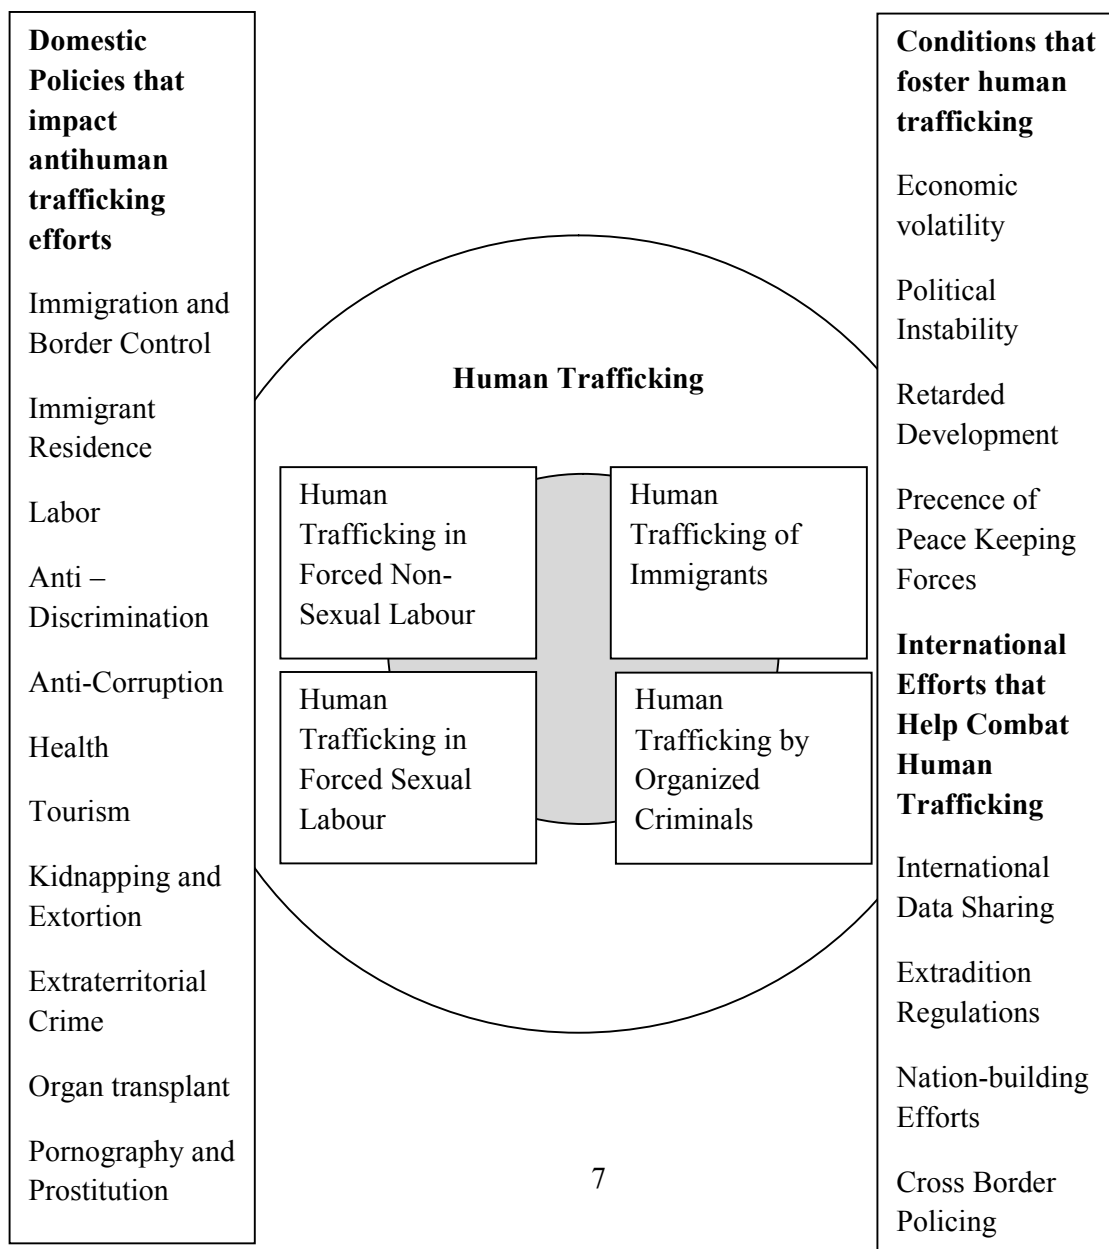 Domestic
Policies that
impact
antihuman
trafficking
efforts
Immigration and
Border Control
Immigrant
Residence
Labor
Anti –
Discrimination
Anti-Corruption
Health
Tourism
Kidnapping and
Extortion
Extraterritorial
Crime
Organ transplant
Pornography and
Prostitution
Human Trafficking
Human
Trafficking in
Forced Non-
Sexual Labour
Human
Trafficking of
Immigrants
Human
Trafficking in
Forced Sexual
Labour
Human
Trafficking by
Organized
Criminals
7
Conditions that
foster human
trafficking
Economic
volatility
Political
Instability
Retarded
Development
Precence of
Peace Keeping
Forces
International
Efforts that
Help Combat
Human
Trafficking
International
Data Sharing
Extradition
Regulations
Nation-building
Efforts
Cross Border
Policing